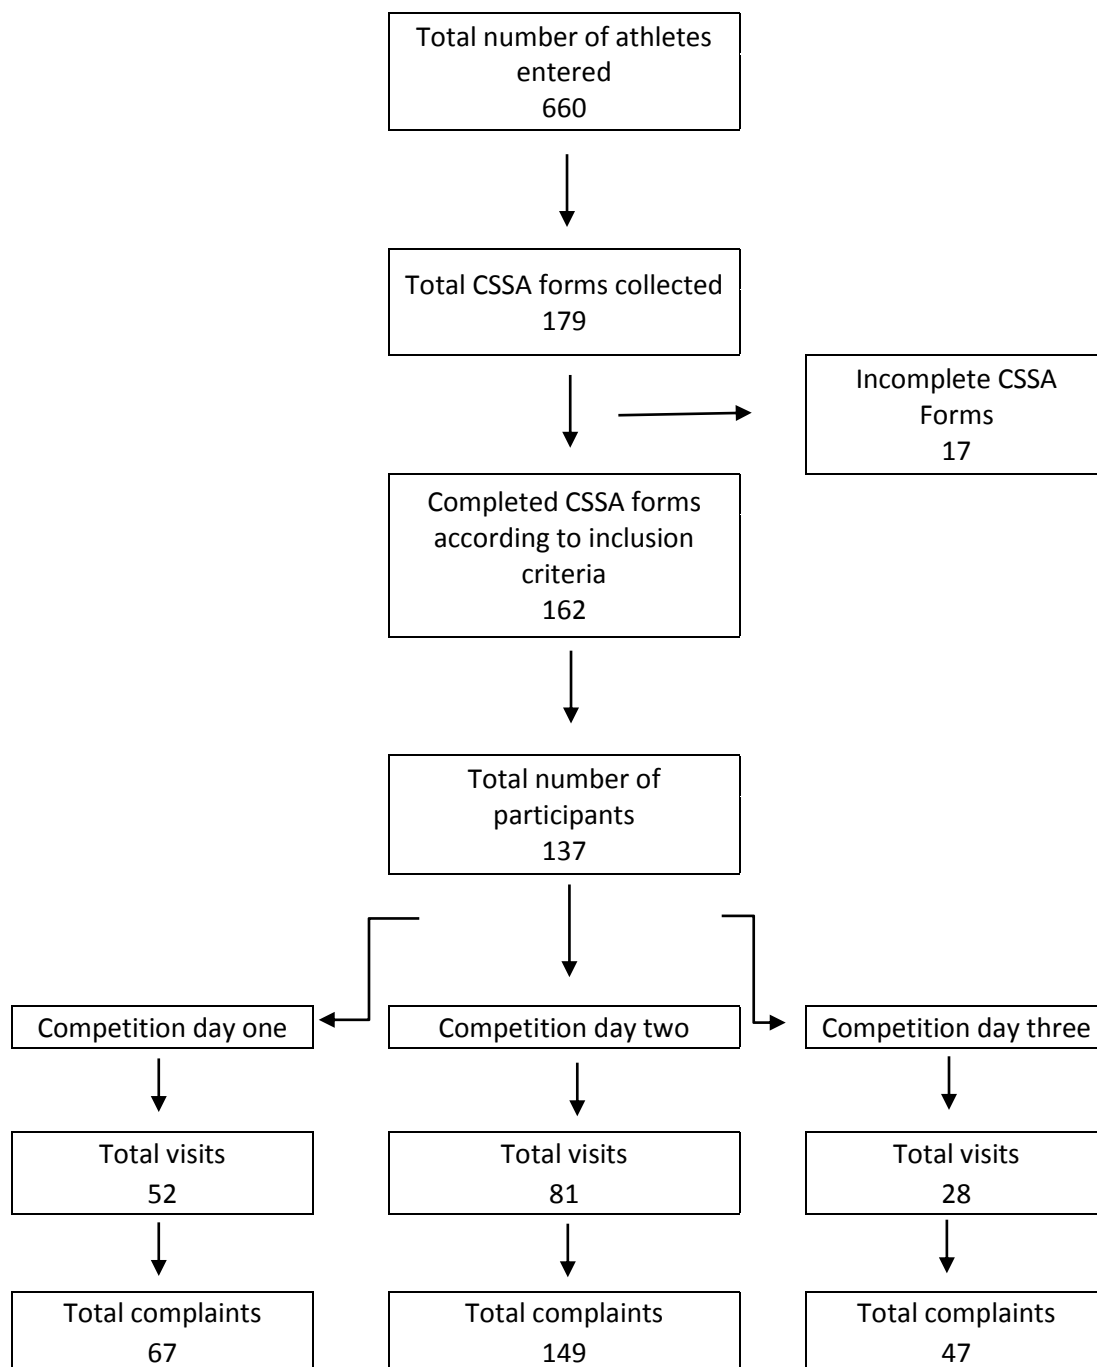 Total number of athletes
entered
660
Total CSSA forms collected
179
Incomplete CSSA
Forms
17
Completed CSSA forms
according to inclusion
criteria
162
Total number of
participants
137
Competition day one
Competition day two
Competition day three
Total visits
52
Total visits
81
Total visits
28
Total complaints
67
Total complaints
149
Total complaints
47